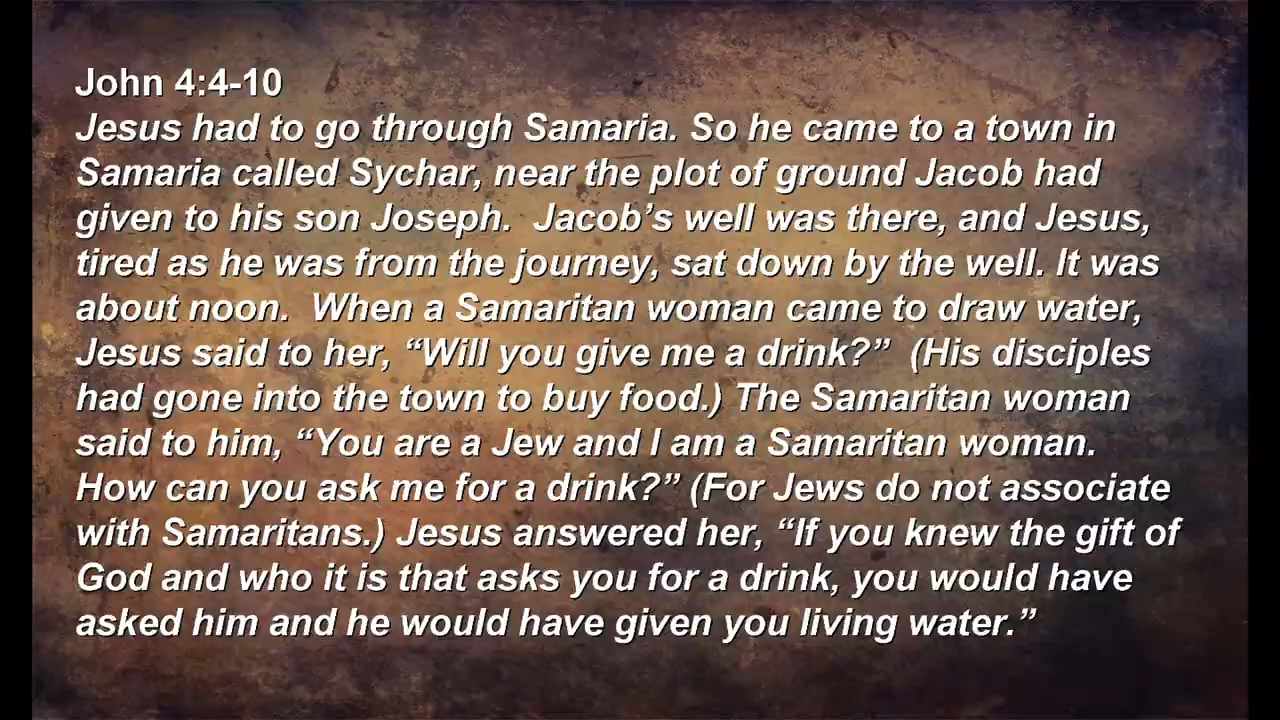 John 4:4-10
Jesus had to go through Samaria. So he came to a town in
Samaria called Sychar, near the plot of ground Jacob had
given to his son Joseph.  Jacob’s well was there, and Jesus,
tired as he was from the journey, sat down by the well. It was
about noon.  When a Samaritan woman came to draw water,
Jesus said to her, “Will you give me a drink?”  (His disciples
had gone into the town to buy food.) The Samaritan woman
said to him, “You are a Jew and I am a Samaritan woman.
How can you ask me for a drink?” (For Jews do not associate
with Samaritans.) Jesus answered her, “If you knew the gift of
God and who it is that asks you for a drink, you would have
asked him and he would have given you living water.”